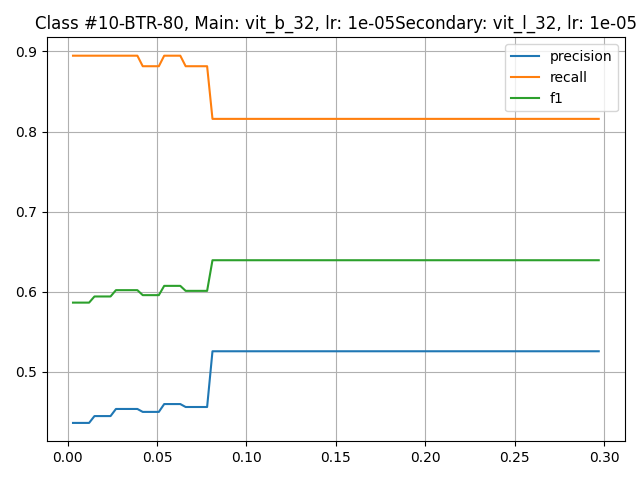 Class #10-BTR-80, Main: vit_b_32, lr: 1e-05Secondary: vit_l_32, lr: 1e-05
precision
recall
f1
0.9
0.8
0.7
0.6
0.5
0.00 0.05 0.10 0.15 0.20 0.25 0.30